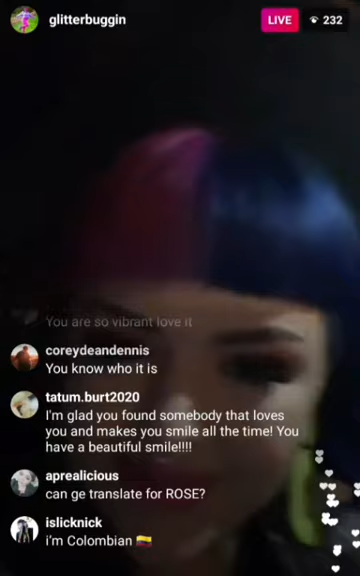 glitterbuggin
LIVE
232
You are so vibrant love it
coreydeandennis
You know who it is
tatum.burt2020
I'm glad you found somebody that loves
you and makes you smile all the time! You
have a beautiful smile!!!!
aprealicious
can ge translate for ROSE?
islicknick
i'm Colombian 🇨🇴